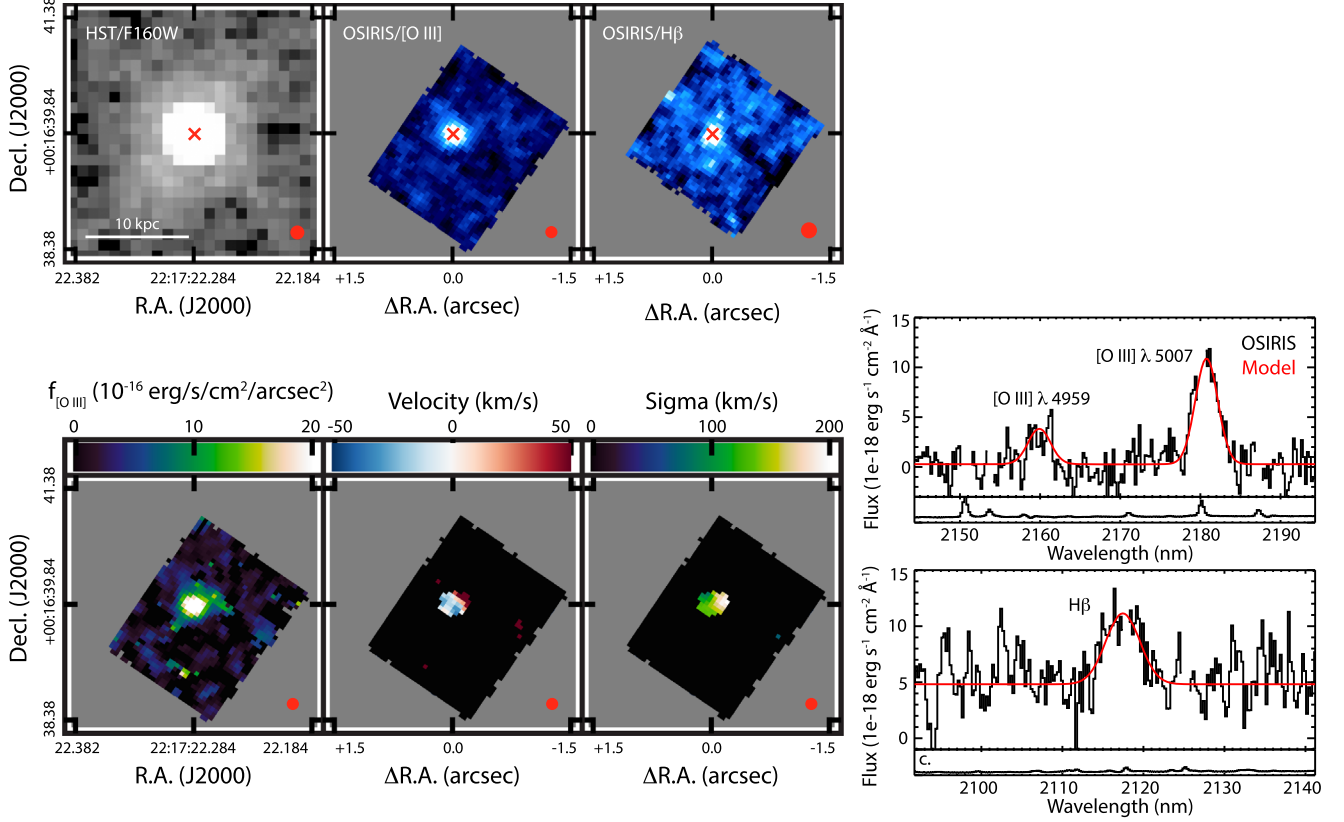 HST/F160W
OSIRIS/[O III]
OSIRIS/Hβ
41.38
+00:16:39.84
38.38
Decl. (J2000)
10 kpc
22.382 22:17:22.284 22.184
+1.5 0.0 -1.5
+1.5 0.0 -1.5
R.A. (J2000)
ΔR.A. (arcsec)
ΔR.A. (arcsec)
f[O III] (10-16 erg/s/cm2/arcsec2)
0 10 20
Velocity (km/s)
-50 0 50
Sigma (km/s)
0 100 200
41.38
+00:16:39.84
38.38
Decl. (J2000)
22.382 22:17:22.284 22.184
+1.5 0.0 -1.5
+1.5 0.0 -1.5
R.A. (J2000)
ΔR.A. (arcsec)
ΔR.A. (arcsec)
15
10
5
0
Flux (1e-18 erg s-1 cm-2 Å-1)
[O III] λ 4959
[O III] λ 5007
OSIRIS
Model
2150 2160 2170 2180 2190
Wavelength (nm)
15
10
5
0
Flux (1e-18 erg s-1 cm-2 Å-1)
Hβ
c.
2100 2110 2120 2130 2140
Wavelength (nm)